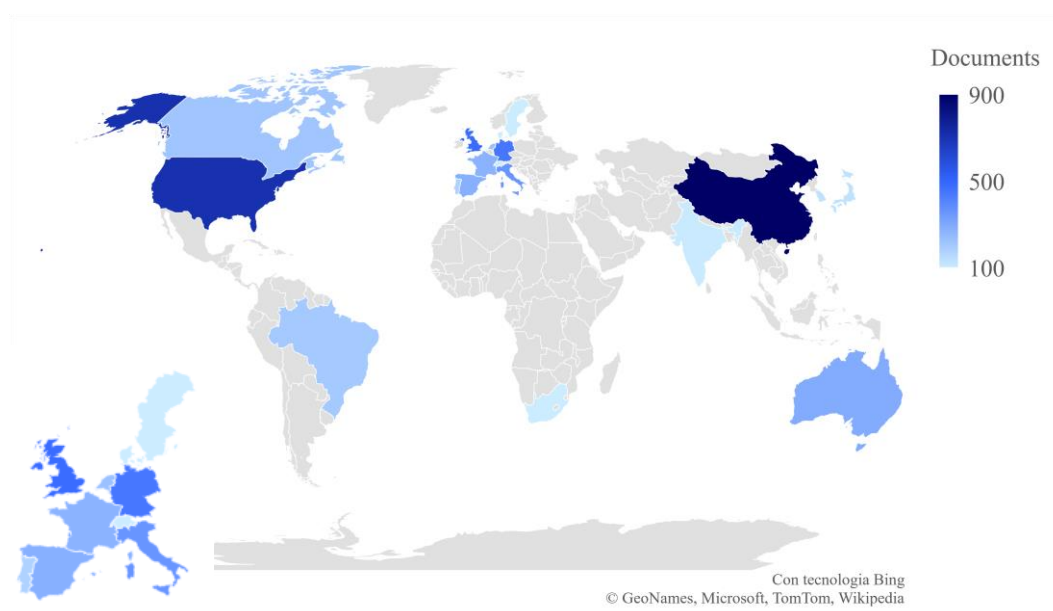 Documents
900
500
100
Con tecnologia Bing
© GeoNames, Microsoft, TomTom, Wikipedia